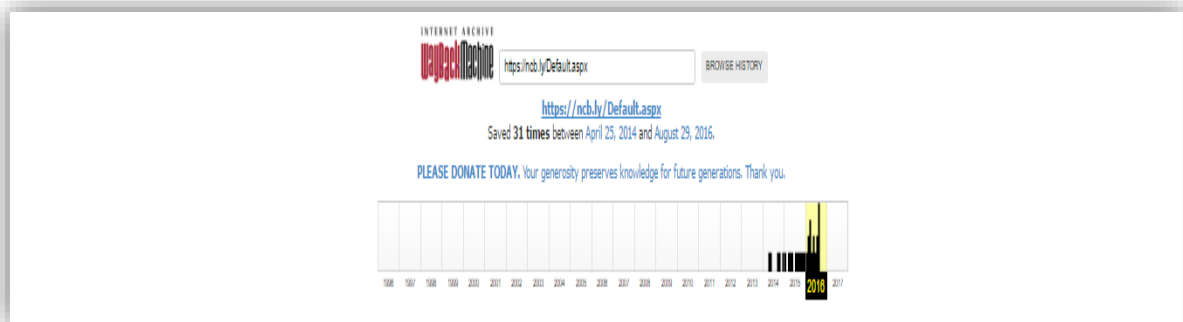 INTERNET ARCHIVE
WayBackMachine
https://ncb.ly/Default.aspx
BROWSE HISTORY
https://ncb.ly/Default.aspx
Saved 31 times between April 25, 2014 and August 29, 2016.
PLEASE DONATE TODAY. Your generosity preserves knowledge for future generations. Thank you.
1996 1997 1998 1999 2000 2001 2002 2003 2004 2005 2006 2007 2008 2009 2010 2011 2012 2013 2014 2015 2016 2017